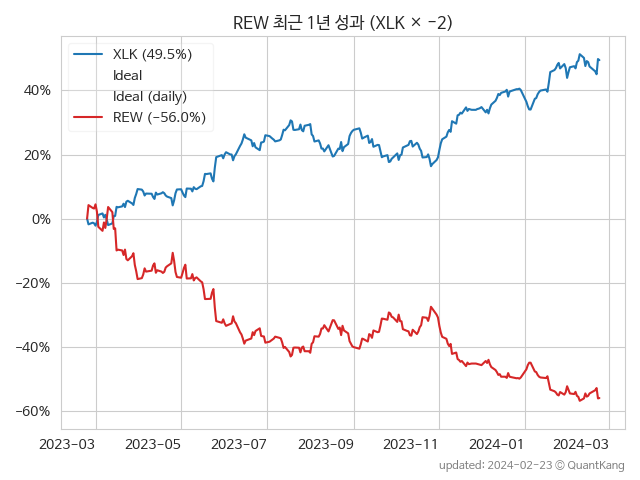 REW 최근 1년 성과 (XLK × −2)
XLK (49.5%)
Ideal
Ideal (daily)
REW (−56.0%)
40%
20%
0%
−20%
−40%
−60%
2023-03 2023-05 2023-07 2023-09 2023-11 2024-01 2024-03
updated: 2024-02-23 © QuantKang